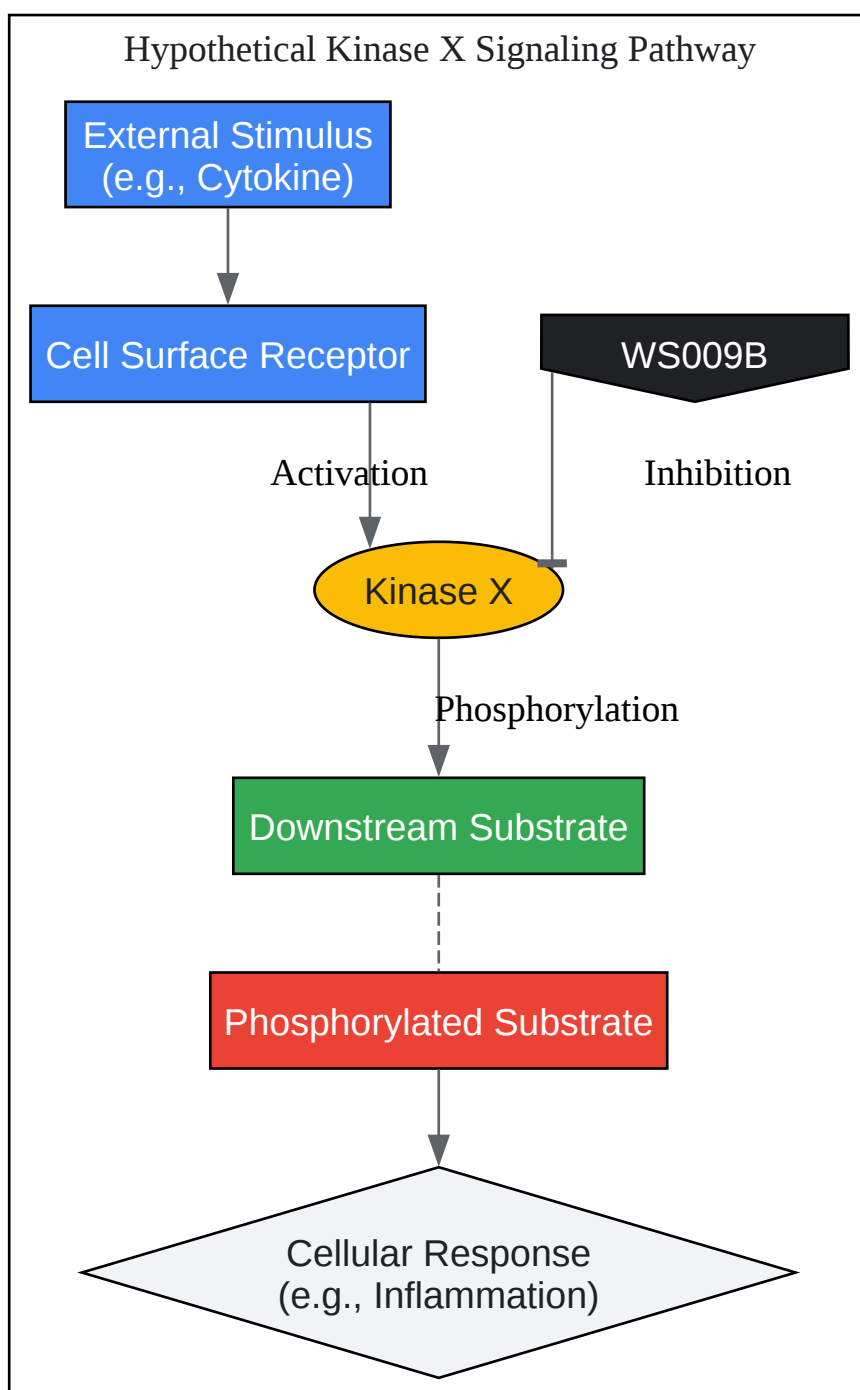 Hypothetical Kinase X Signaling Pathway
External Stimulus
(e.g., Cytokine)
Cell Surface Receptor
WS009B
Activation
Inhibition
Kinase X
Phosphorylation
Downstream Substrate
Phosphorylated Substrate
Cellular Response
(e.g., Inflammation)